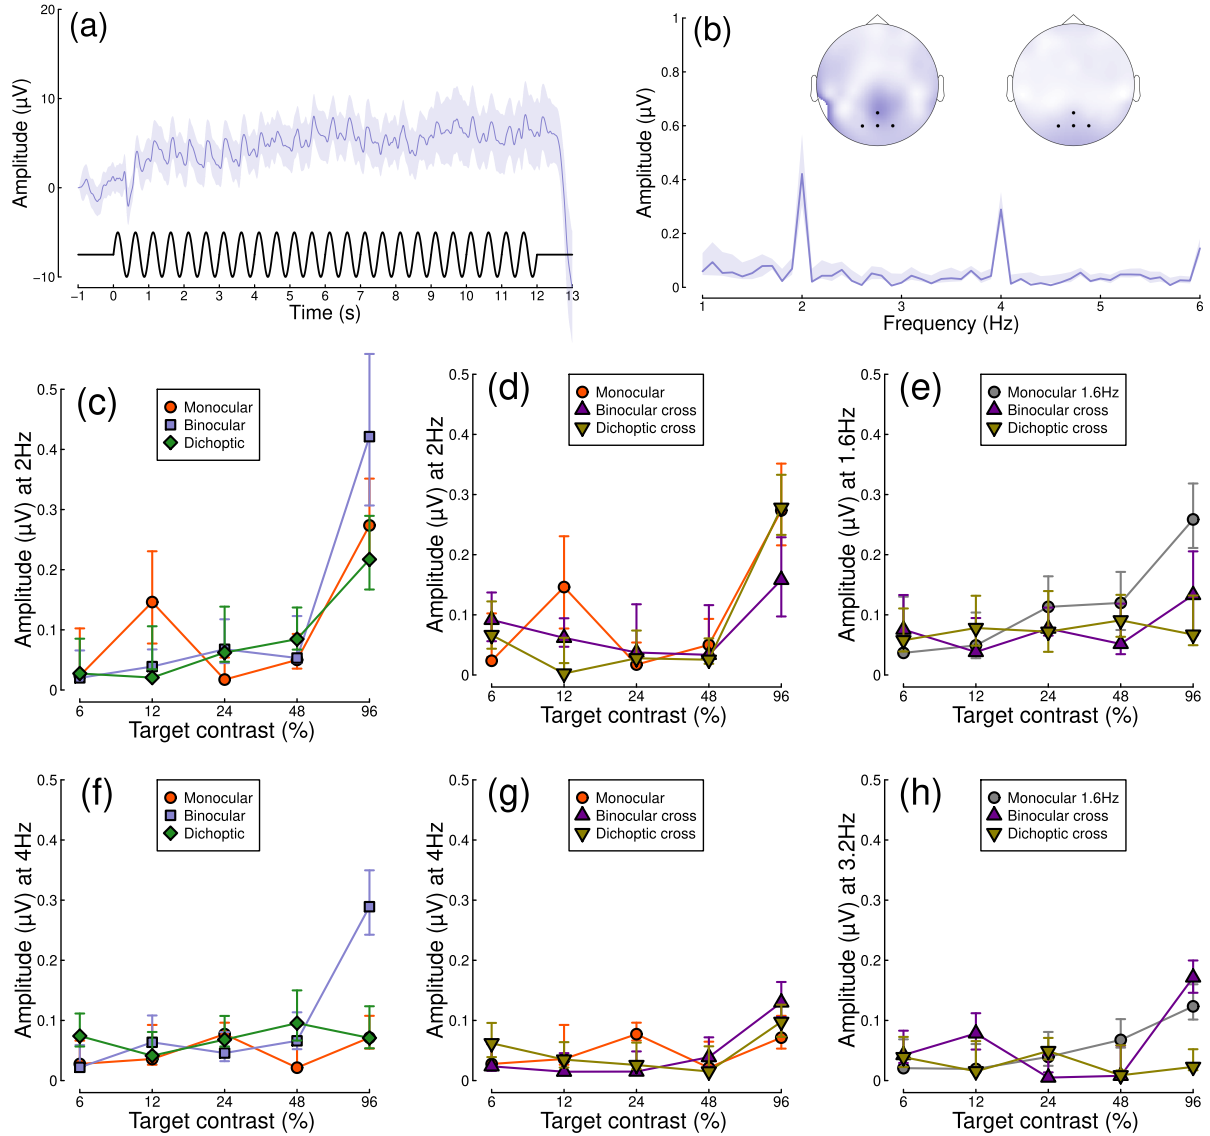 (a)
Amplitude (µV)
20
10
0
−10
−1 0 1 2 3 4 5 6 7 8 9 10 11 12 13
Time (s)
(b)
Amplitude (µV)
1
0.8
0.6
0.4
0.2
0
1 2 3 4 5 6
Frequency (Hz)
(c)
Monocular
Binocular
Dichoptic
Amplitude (µV) at 2Hz
0.5
0.4
0.3
0.2
0.1
0
6 12 24 48 96
Target contrast (%)
(d)
Monocular
Binocular cross
Dichoptic cross
Amplitude (µV) at 2Hz
0.5
0.4
0.3
0.2
0.1
0
6 12 24 48 96
Target contrast (%)
(e)
Monocular 1.6Hz
Binocular cross
Dichoptic cross
Amplitude (µV) at 1.6Hz
0.5
0.4
0.3
0.2
0.1
0
6 12 24 48 96
Target contrast (%)
(f)
Monocular
Binocular
Dichoptic
Amplitude (µV) at 4Hz
0.5
0.4
0.3
0.2
0.1
0
6 12 24 48 96
Target contrast (%)
(g)
Monocular
Binocular cross
Dichoptic cross
Amplitude (µV) at 4Hz
0.5
0.4
0.3
0.2
0.1
0
6 12 24 48 96
Target contrast (%)
(h)
Monocular 1.6Hz
Binocular cross
Dichoptic cross
Amplitude (µV) at 3.2Hz
0.5
0.4
0.3
0.2
0.1
0
6 12 24 48 96
Target contrast (%)